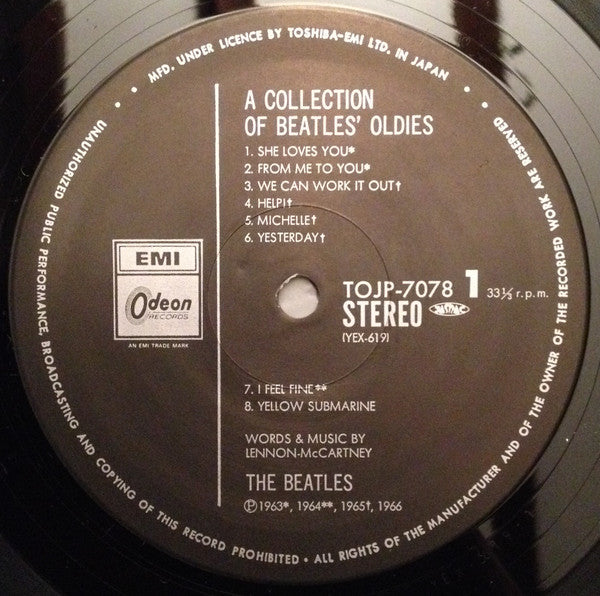 • MFD. UNDER LICENCE BY TOSHIBA-EMI LTD. IN JAPAN •
A COLLECTION
OF BEATLES' OLDIES
1. SHE LOVES YOU*
2. FROM ME TO YOU*
3. WE CAN WORK IT OUT†
4. HELP!†
5. MICHELLE†
6. YESTERDAY†
EMI
Odeon
RECORDS
AN EMI TRADE MARK
TOJP-7078 1 33⅓ r.p.m.
STEREO
(YEX-619)
7. I FEEL FINE**
8. YELLOW SUBMARINE
WORDS & MUSIC BY
LENNON-McCARTNEY
THE BEATLES
Ⓟ1963*, 1964**, 1965†, 1966
UNAUTHORIZED PUBLIC PERFORMANCE, BROADCASTING AND COPYING OF THIS RECORD PROHIBITED • ALL RIGHTS OF THE MANUFACTURER AND OF THE OWNER OF THE RECORDED WORK ARE RESERVED